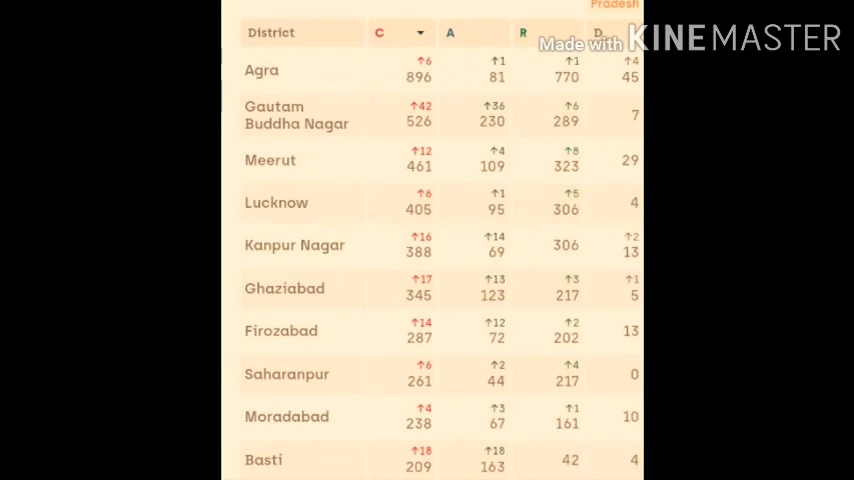 Pradesh
District C A R D
Made with KINEMASTER
↑6 ↑1 ↑1 ↑4
Agra 896 81 770 45
↑42 ↑36 ↑6
Gautam Buddha Nagar 526 230 289 7
↑12 ↑4 ↑8
Meerut 461 109 323 29
↑6 ↑1 ↑5
Lucknow 405 95 306 4
↑16 ↑14 ↑2
Kanpur Nagar 388 69 306 13
↑17 ↑13 ↑3 ↑1
Ghaziabad 345 123 217 5
↑14 ↑12 ↑2
Firozabad 287 72 202 13
↑6 ↑2 ↑4
Saharanpur 261 44 217 0
↑4 ↑3 ↑1
Moradabad 238 67 161 10
↑18 ↑18
Basti 209 163 42 4